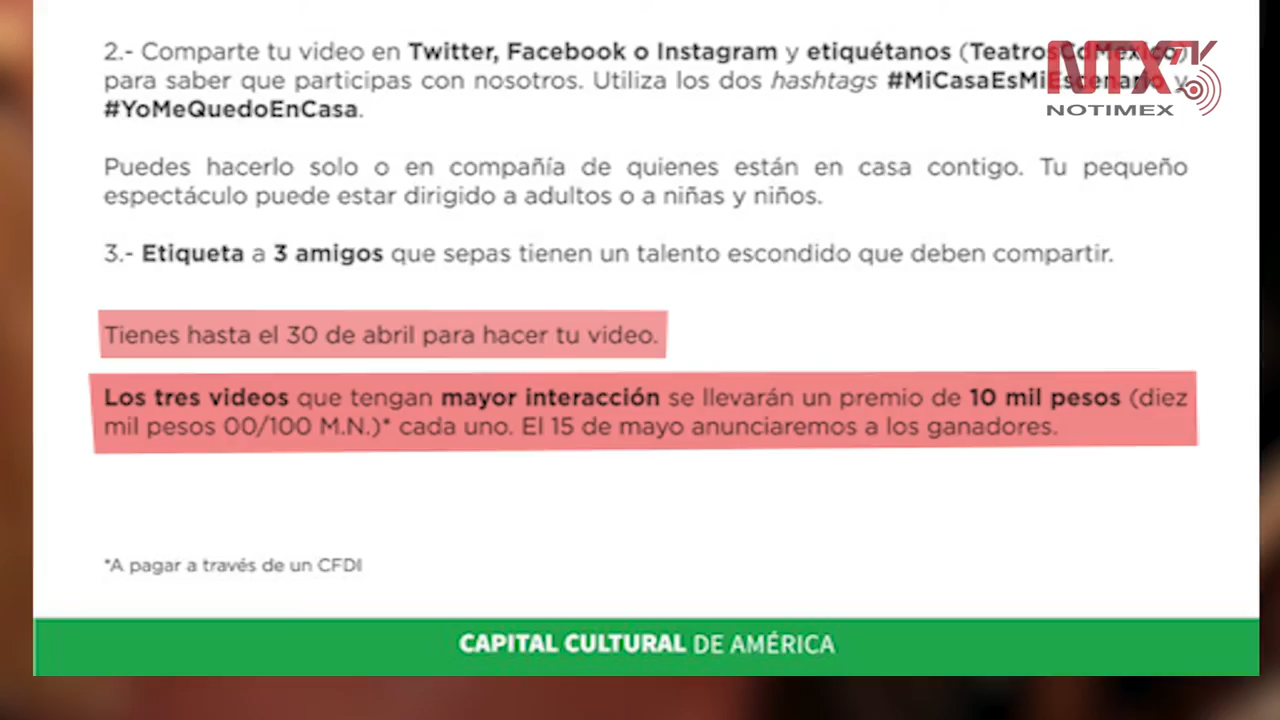 2.- Comparte tu video en Twitter, Facebook o Instagram y etiquétanos (TeatrosCdMexico)
para saber que participas con nosotros. Utiliza los dos hashtags #MiCasaEsMiEscenario y
#YoMeQuedoEnCasa.
NTX
NOTIMEX
Puedes hacerlo solo o en compañía de quienes están en casa contigo. Tu pequeño
espectáculo puede estar dirigido a adultos o a niñas y niños.
3.- Etiqueta a 3 amigos que sepas tienen un talento escondido que deben compartir.
Tienes hasta el 30 de abril para hacer tu video.
Los tres videos que tengan mayor interacción se llevarán un premio de 10 mil pesos (diez
mil pesos 00/100 M.N.)* cada uno. El 15 de mayo anunciaremos a los ganadores.
*A pagar a través de un CFDI
CAPITAL CULTURAL DE AMÉRICA